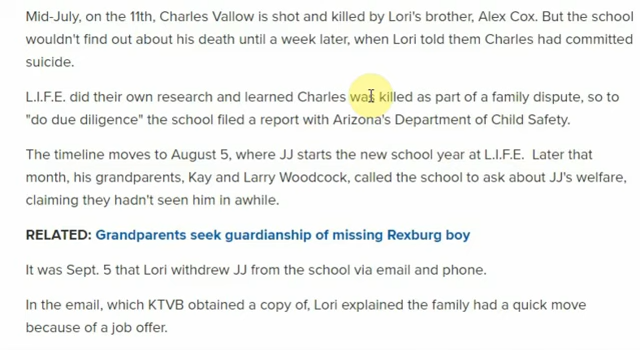 Mid-July, on the 11th, Charles Vallow is shot and killed by Lori's brother, Alex Cox. But the school
wouldn't find out about his death until a week later, when Lori told them Charles had committed
suicide.
L.I.F.E. did their own research and learned Charles was killed as part of a family dispute, so to
"do due diligence" the school filed a report with Arizona's Department of Child Safety.
The timeline moves to August 5, where JJ starts the new school year at L.I.F.E. Later that
month, his grandparents, Kay and Larry Woodcock, called the school to ask about JJ's welfare,
claiming they hadn't seen him in awhile.
RELATED: Grandparents seek guardianship of missing Rexburg boy
It was Sept. 5 that Lori withdrew JJ from the school via email and phone.
In the email, which KTVB obtained a copy of, Lori explained the family had a quick move
because of a job offer.